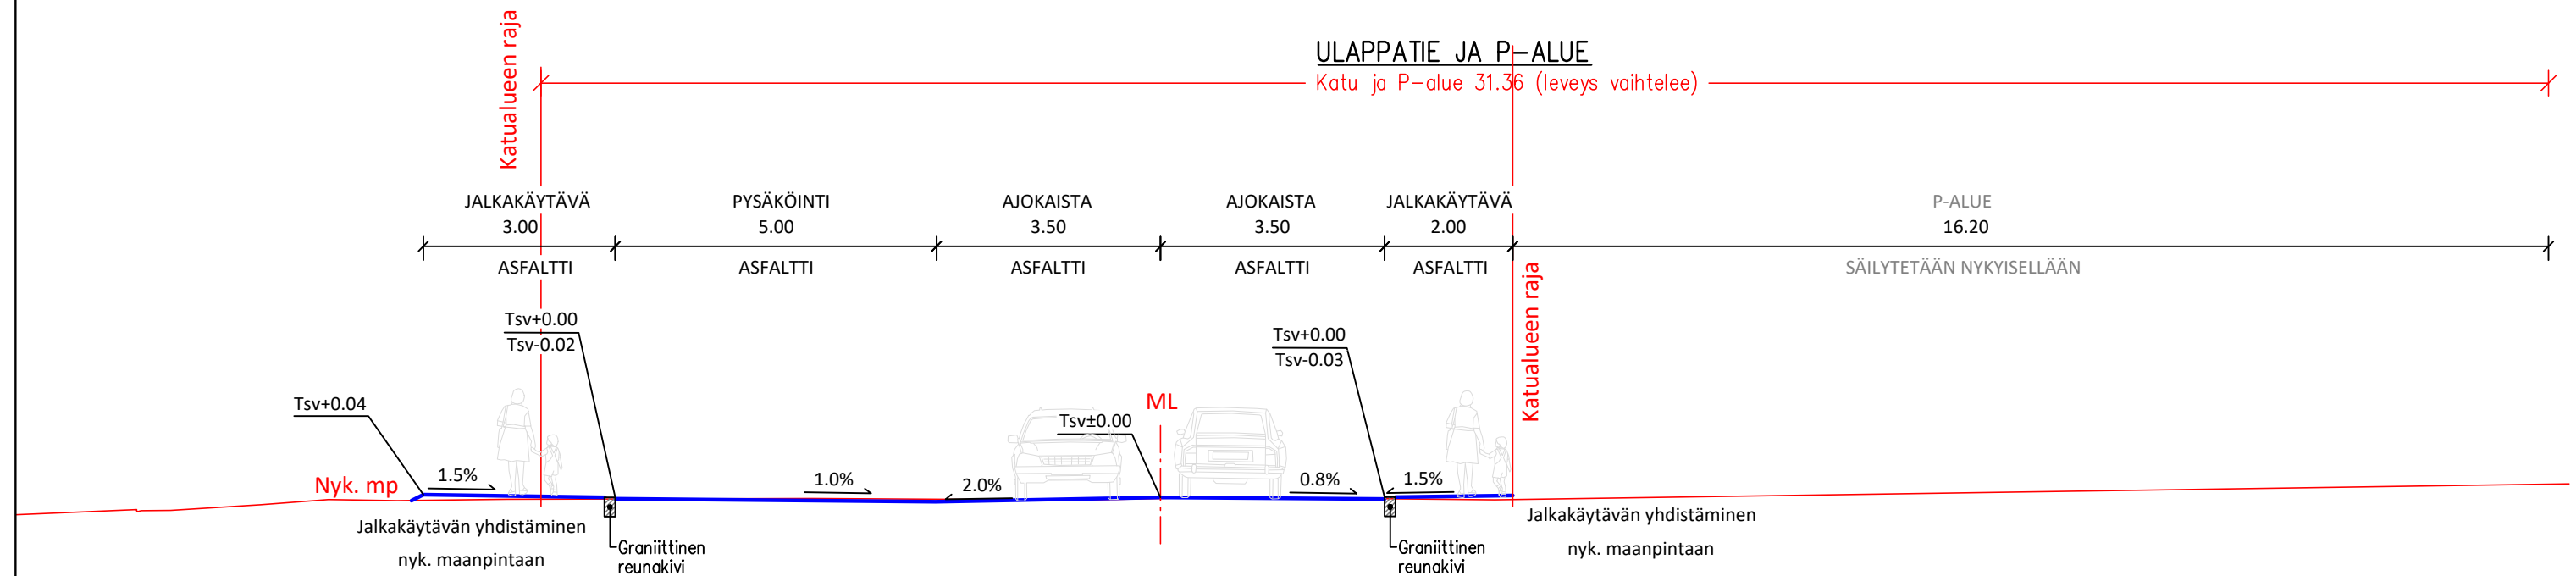 ULAPPATIE JA P-ALUE
Katu ja P-alue 31.36 (leveys vaihtelee)
Katualueen raja
JALKAKÄYTÄVÄ
3.00
ASFALTTI
PYSÄKÖINTI
5.00
ASFALTTI
AJOKAISTA
3.50
ASFALTTI
AJOKAISTA
3.50
ASFALTTI
JALKAKÄYTÄVÄ
2.00
ASFALTTI
P-ALUE
16.20
SÄILYTETÄÄN NYKYISELLÄÄN
Katualueen raja
Tsv+0.00
Tsv-0.02
Tsv+0.00
Tsv-0.03
Tsv+0.04
Tsv±0.00
ML
Nyk. mp
1.5%
1.0%
2.0%
0.8%
1.5%
Jalkakäytävän yhdistäminen
nyk. maanpintaan
Graniittinen
reunakivi
Graniittinen
reunakivi
Jalkakäytävän yhdistäminen
nyk. maanpintaan